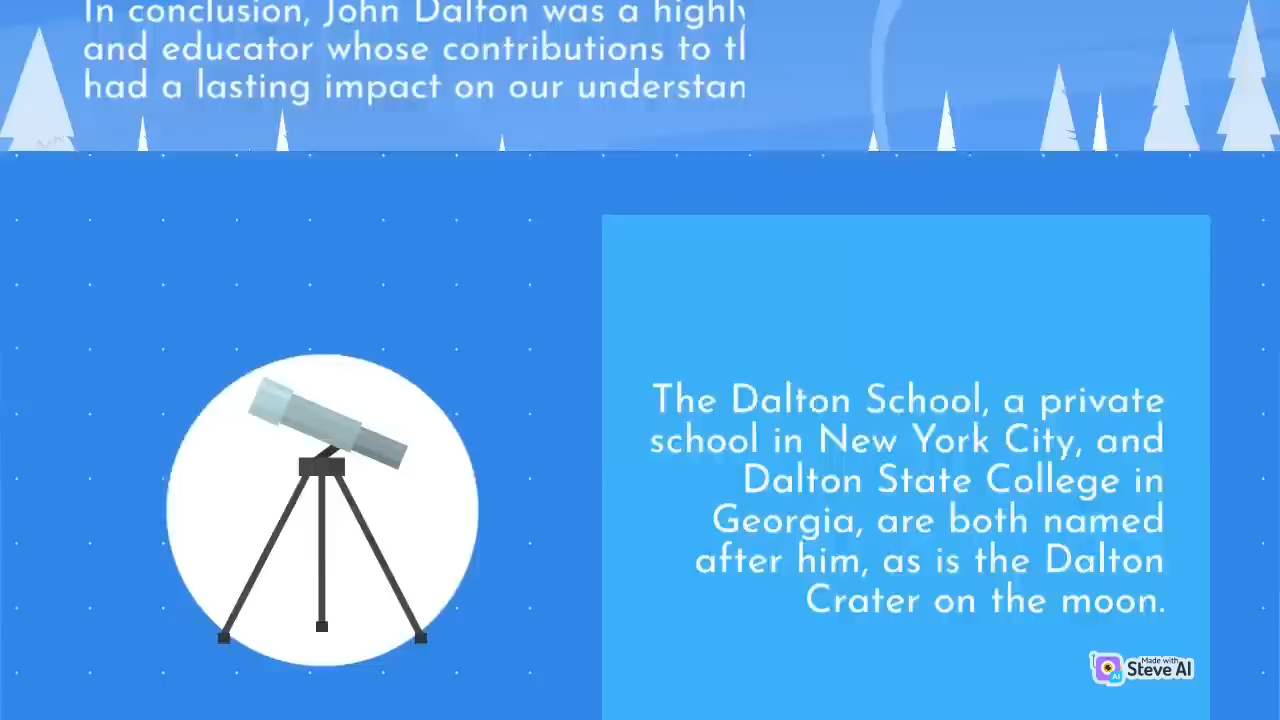 In conclusion, John Dalton was a highly
and educator whose contributions to
had a lasting impact on our
The Dalton School, a private
school in New York City, and
Dalton State College in
Georgia, are both named
after him, as is the Dalton
Crater on the moon.
Made with
Steve AI